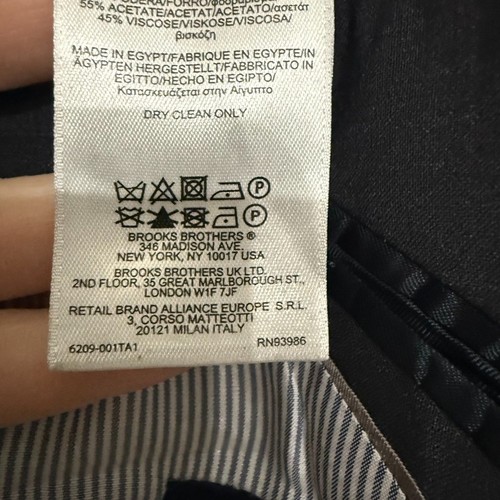 55% ACETATE/ACETAT/ACETATO/ασετάτ
45% VISCOSE/VISKOSE/VISCOSA/
βισκόζη
MADE IN EGYPT/FABRIQUE EN EGYPTE/IN
ÄGYPTEN HERGESTELLT/FABBRICATO IN
EGITTO/HECHO EN EGIPTO/
Κατασκευάζεται στην Αίγυπτο
DRY CLEAN ONLY
P
P
BROOKS BROTHERS ®
346 MADISON AVE.
NEW YORK, NY 10017 USA
BROOKS BROTHERS UK LTD.
2ND FLOOR, 35 GREAT MARLBOROUGH ST.,
LONDON W1F 7JF
RETAIL BRAND ALLIANCE EUROPE S.R.L.
3, CORSO MATTEOTTI
20121 MILAN ITALY
6209-001TA1 RN93986